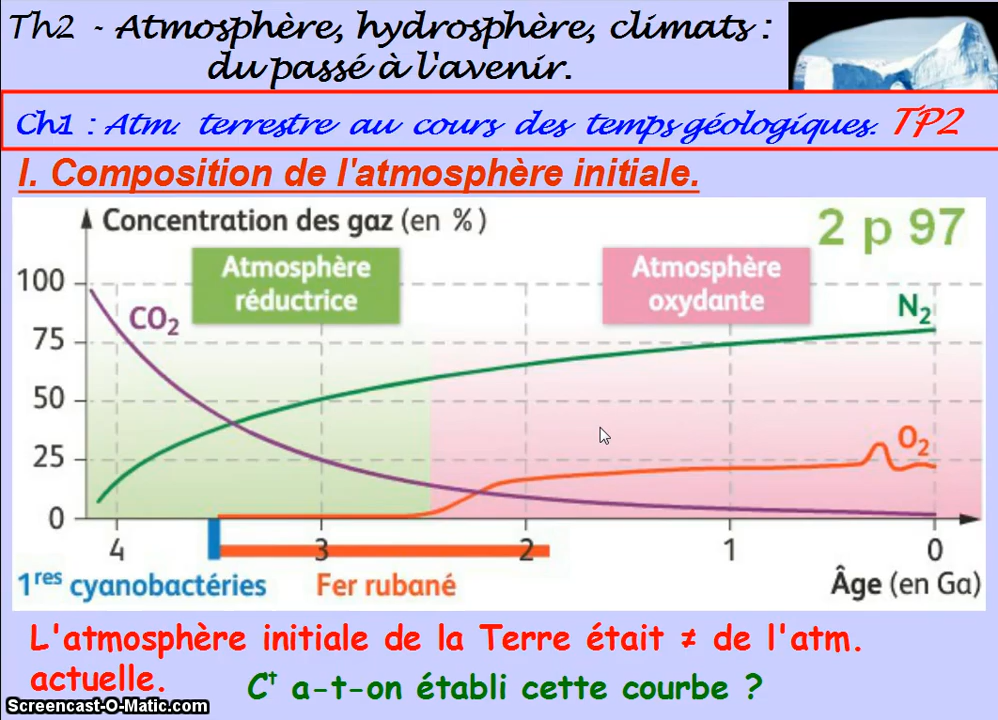 Th2 - Atmosphère, hydrosphère, climats :
du passé à l'avenir.
Ch1 : Atm. terrestre au cours des temps géologiques. TP2
I. Composition de l'atmosphère initiale.
Concentration des gaz (en %)
2 p 97
Atmosphère
réductrice
Atmosphère
oxydante
100
75
50
25
0
CO₂
N₂
O₂
4
3
2
1
0
1res cyanobactéries
Fer rubané
Âge (en Ga)
L'atmosphère initiale de la Terre était ≠ de l'atm.
actuelle.
Ct a-t-on établi cette courbe ?
Screencast-O-Matic.com